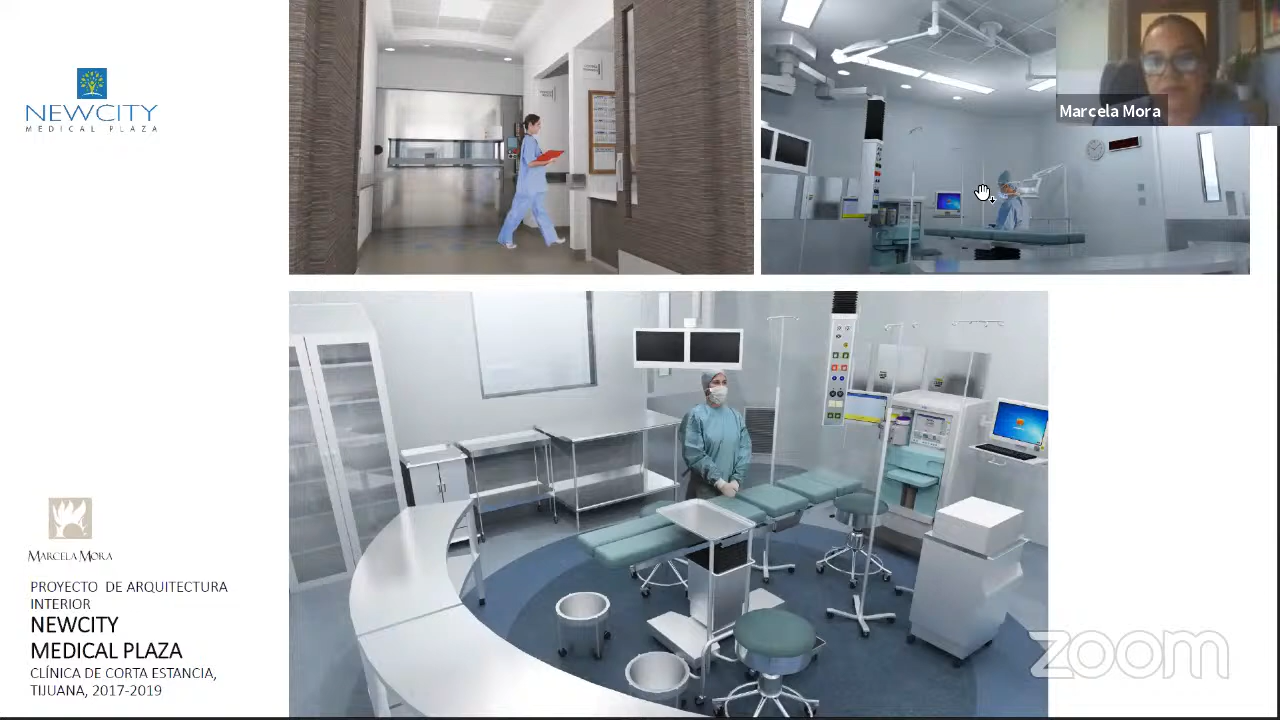 NEWCITY
MEDICAL PLAZA
Marcela Mora
MARCELA MORA
PROYECTO DE ARQUITECTURA
INTERIOR
NEWCITY
MEDICAL PLAZA
CLÍNICA DE CORTA ESTANCIA,
TIJUANA, 2017-2019
zoom